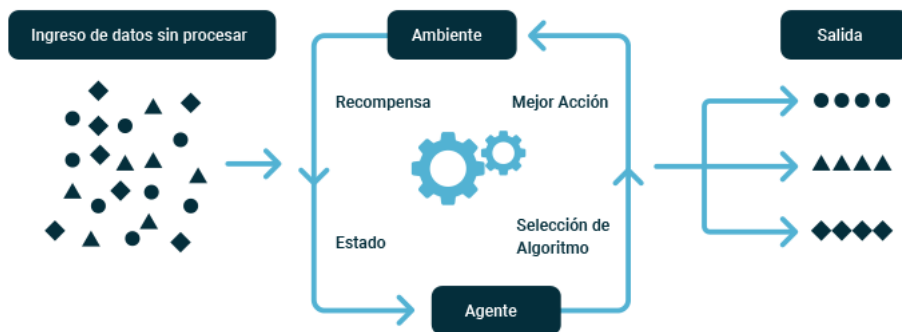 Ingreso de datos sin procesar
Ambiente
Salida
Recompensa
Mejor Acción
Estado
Selección de
Algoritmo
Agente